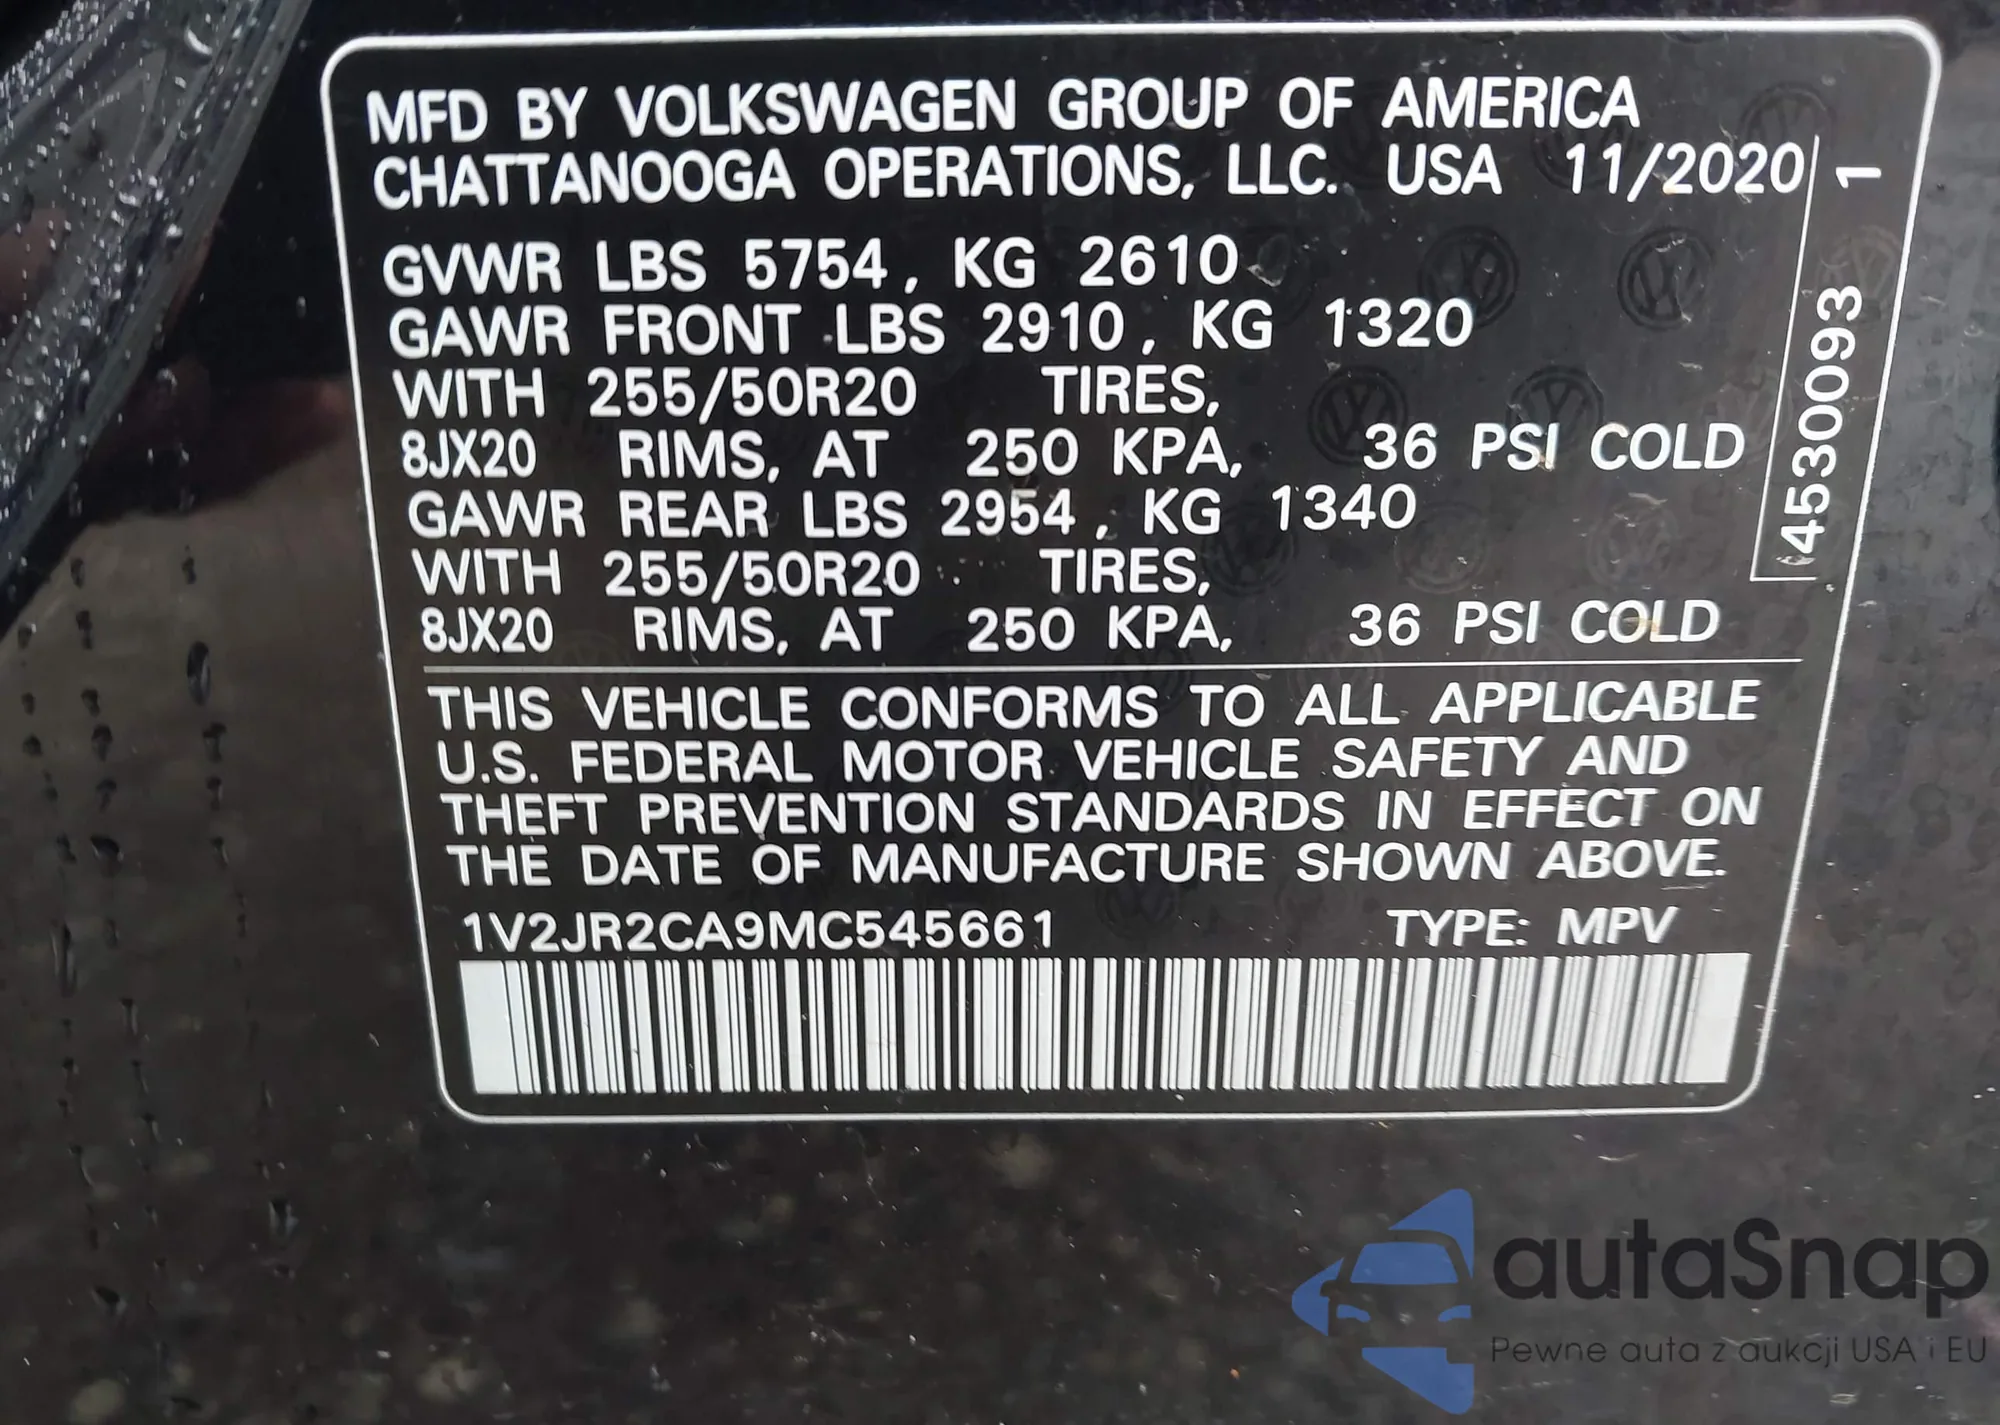 MFD BY VOLKSWAGEN GROUP OF AMERICA
CHATTANOOGA OPERATIONS, LLC. USA 11/2020
GVWR LBS 5754, KG 2610
GAWR FRONT LBS 2910, KG 1320
WITH 255/50R20 TIRES,
8JX20 RIMS, AT 250 KPA, 36 PSI COLD
GAWR REAR LBS 2954, KG 1340
WITH 255/50R20 TIRES,
8JX20 RIMS, AT 250 KPA, 36 PSI COLD
45300093 1
THIS VEHICLE CONFORMS TO ALL APPLICABLE
U.S. FEDERAL MOTOR VEHICLE SAFETY AND
THEFT PREVENTION STANDARDS IN EFFECT ON
THE DATE OF MANUFACTURE SHOWN ABOVE.
1V2JR2CA9MC545661 TYPE: MPV
autaSnap
Pewne auta z aukcji USA i EU